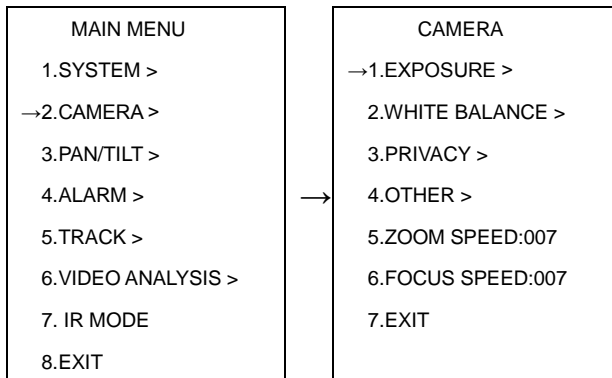 MAIN MENU
1.SYSTEM >
→2.CAMERA >
3.PAN/TILT >
4.ALARM >
5.TRACK >
6.VIDEO ANALYSIS >
7. IR MODE
8.EXIT
→
CAMERA
→1.EXPOSURE >
2.WHITE BALANCE >
3.PRIVACY >
4.OTHER >
5.ZOOM SPEED:007
6.FOCUS SPEED:007
7.EXIT